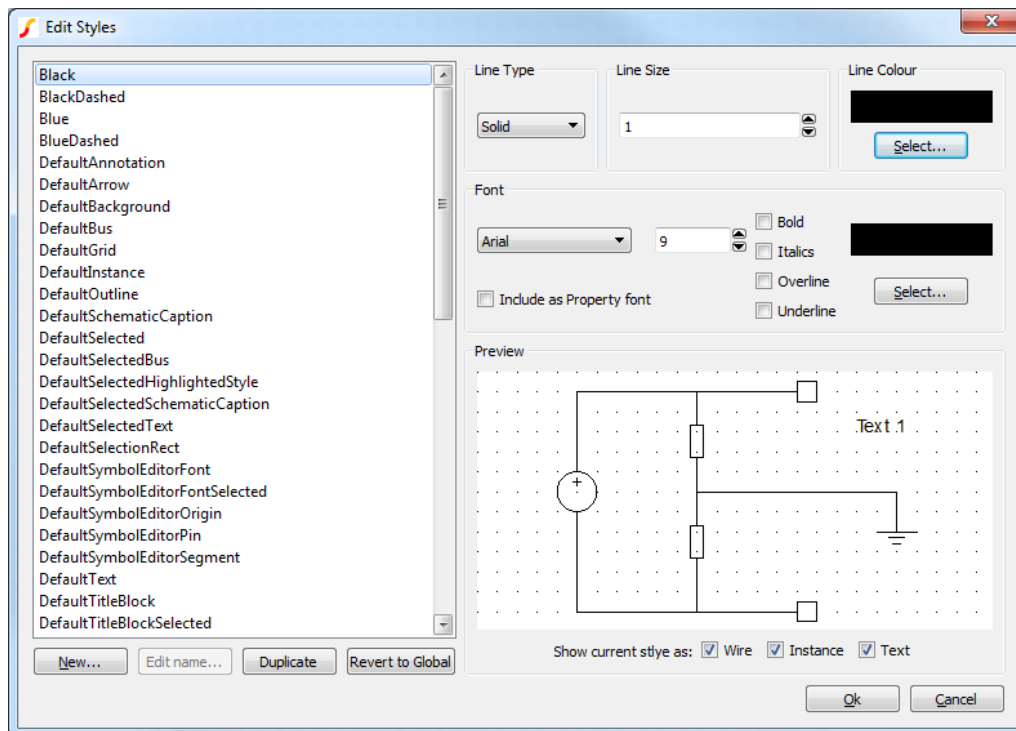 Edit Styles
Black
BlackDashed
Blue
BlueDashed
DefaultAnnotation
DefaultArrow
DefaultBackground
DefaultBus
DefaultGrid
DefaultInstance
DefaultOutline
DefaultSchematicCaption
DefaultSelected
DefaultSelectedBus
DefaultSelectedHighlightedStyle
DefaultSelectedSchematicCaption
DefaultSelectedText
DefaultSelectionRect
DefaultSymbolEditorFont
DefaultSymbolEditorFontSelected
DefaultSymbolEditorOrigin
DefaultSymbolEditorPin
DefaultSymbolEditorSegment
DefaultText
DefaultTitleBlock
DefaultTitleBlockSelected
New...
Edit name...
Duplicate
Revert to Global
Line Type
Solid
Line Size
1
Line Colour
Select...
Font
Arial
9
Bold
Italics
Overline
Underline
Select...
Include as Property font
Preview
Text 1
+
Show current stlye as:
Wire
Instance
Text
Ok
Cancel